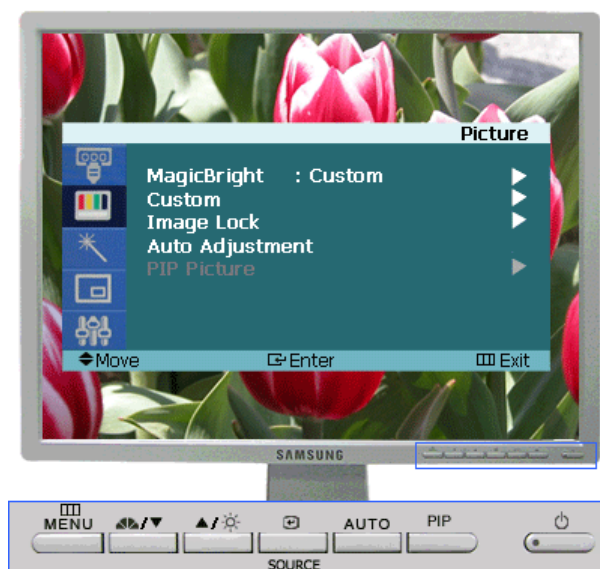 Picture
MagicBright : Custom
Custom
Image Lock
Auto Adjustment
PIP Picture
Move Enter Exit
SAMSUNG
MENU AUTO PIP
SOURCE